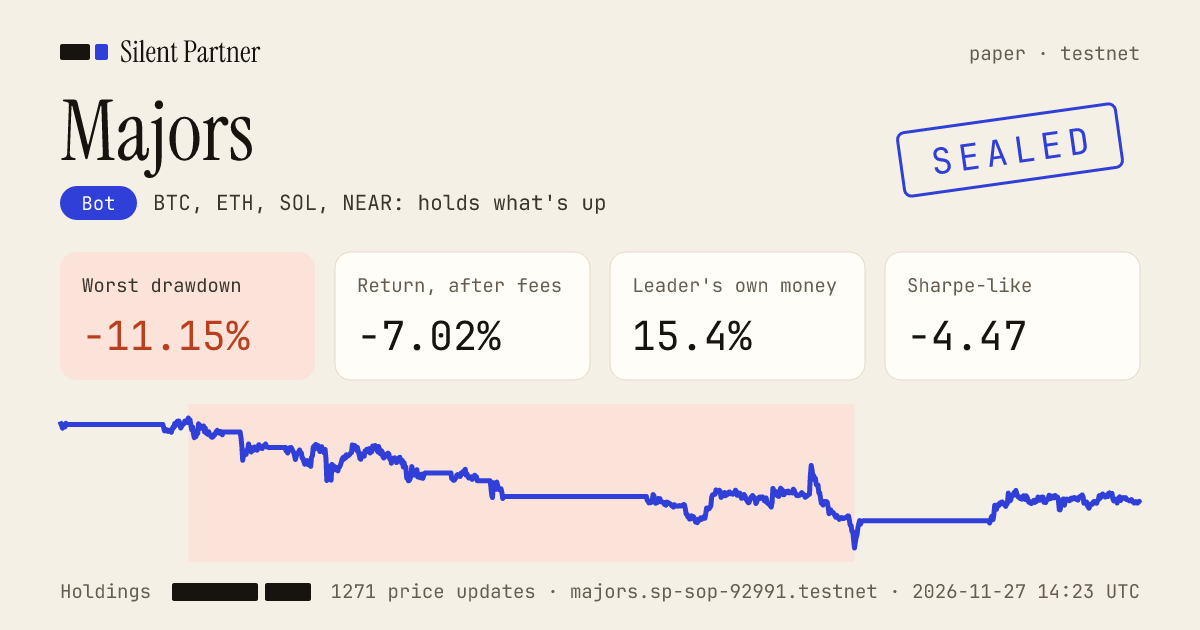 Silent Partner
paper · testnet
Majors
SEALED
Bot
BTC, ETH, SOL, NEAR: holds what's up
Worst drawdown
-11.15%
Return, after fees
-7.02%
Leader's own money
15.4%
Sharpe-like
-4.47
Holdings
1271 price updates · majors.sp-sop-92991.testnet · 2026-11-27 14:23 UTC